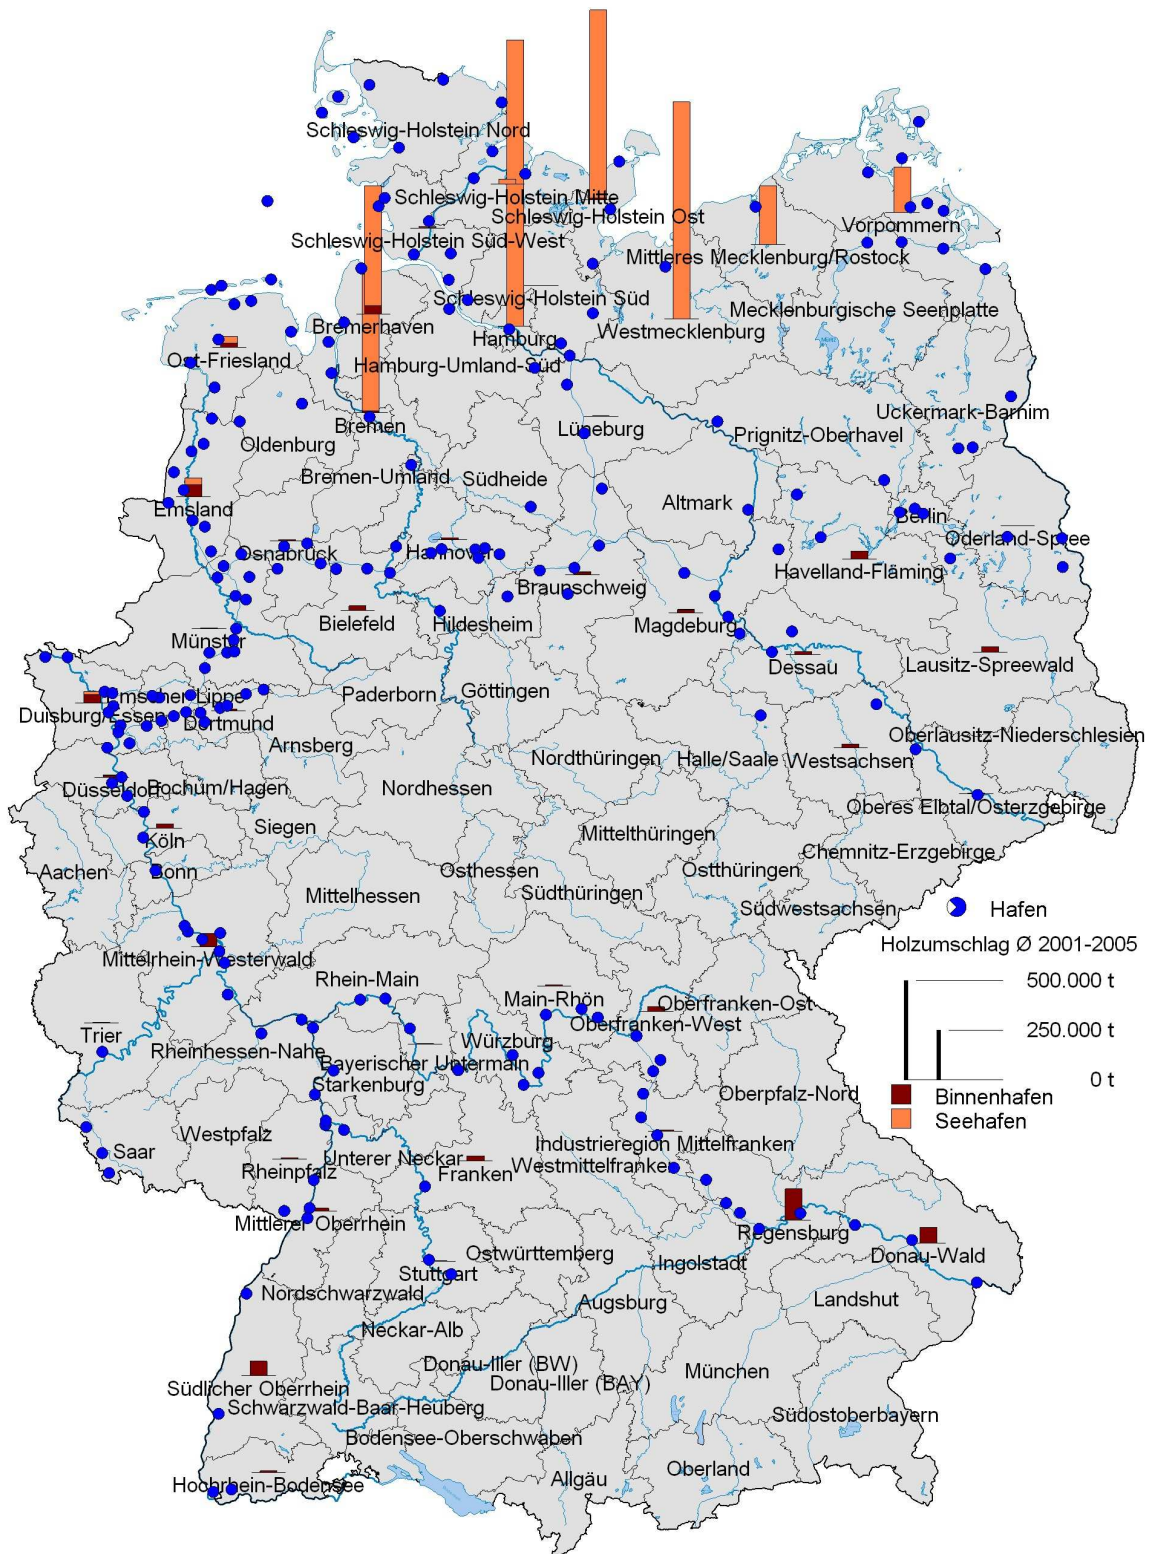 Schleswig-Holstein Nord
Schleswig-Holstein Mitte
Schleswig-Holstein Ost
Vorpommern
Schleswig-Holstein Süd-West
Mittleres Mecklenburg/Rostock
Schleswig-Holstein Süd
Mecklenburgische Seenplatte
Bremerhaven
Westmecklenburg
Hamburg
Ost-Friesland
Hamburg-Umland-Süd
Uckermark-Barnim
Bremen
Lüneburg
Prignitz-Oberhavel
Oldenburg
Bremen-Umland
Südheide
Altmark
Emsland
Berlin
Oderland-Spree
Osnabrück
Hannover
Havelland-Fläming
Braunschweig
Bielefeld
Hildesheim
Magdeburg
Münster
Dessau
Lausitz-Spreewald
Emscher-Lippe
Paderborn
Göttingen
Duisburg/Essen
Dortmund
Oberlausitz-Niederschlesien
Arnsberg
Nordthüringen
Halle/Saale
Westsachsen
Düsseldorf
Bochum/Hagen
Nordhessen
Oberes Elbtal/Osterzgebirge
Siegen
Mittelthüringen
Köln
Chemnitz-Erzgebirge
Aachen
Bonn
Osthessen
Ostthüringen
Mittelhessen
Südthüringen
Südwestsachsen
Hafen
Holzumschlag Ø 2001-2005
Mittelrhein-Westerwald
500.000 t
Rhein-Main
Main-Rhön
Oberfranken-Ost
Oberfranken-West
250.000 t
Trier
Würzburg
Rheinhessen-Nahe
Bayerischer Untermain
0 t
Starkenburg
Oberpfalz-Nord
Binnenhafen
Seehafen
Westpfalz
Industrieregion Mittelfranken
Saar
Unterer Neckar
Westmittelfranken
Rheinpfalz
Franken
Mittlerer Oberrhein
Regensburg
Ostwürttemberg
Donau-Wald
Ingolstadt
Stuttgart
Nordschwarzwald
Landshut
Augsburg
Neckar-Alb
Donau-Iller (BW)
München
Donau-Iller (BAY)
Südlicher Oberrhein
Schwarzwald-Baar-Heuberg
Südostoberbayern
Bodensee-Oberschwaben
Oberland
Allgäu
Hochrhein-Bodensee